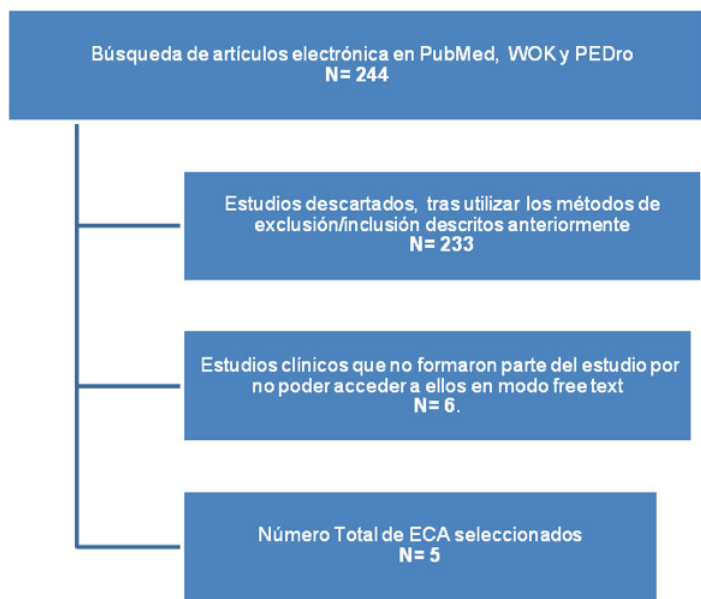 Búsqueda de artículos electrónica en PubMed, WOK y PEDro
N= 244
Estudios descartados, tras utilizar los métodos de
exclusión/inclusión descritos anteriormente
N= 233
Estudios clínicos que no formaron parte del estudio por
no poder acceder a ellos en modo free text
N= 6.
Número Total de ECA seleccionados
N= 5